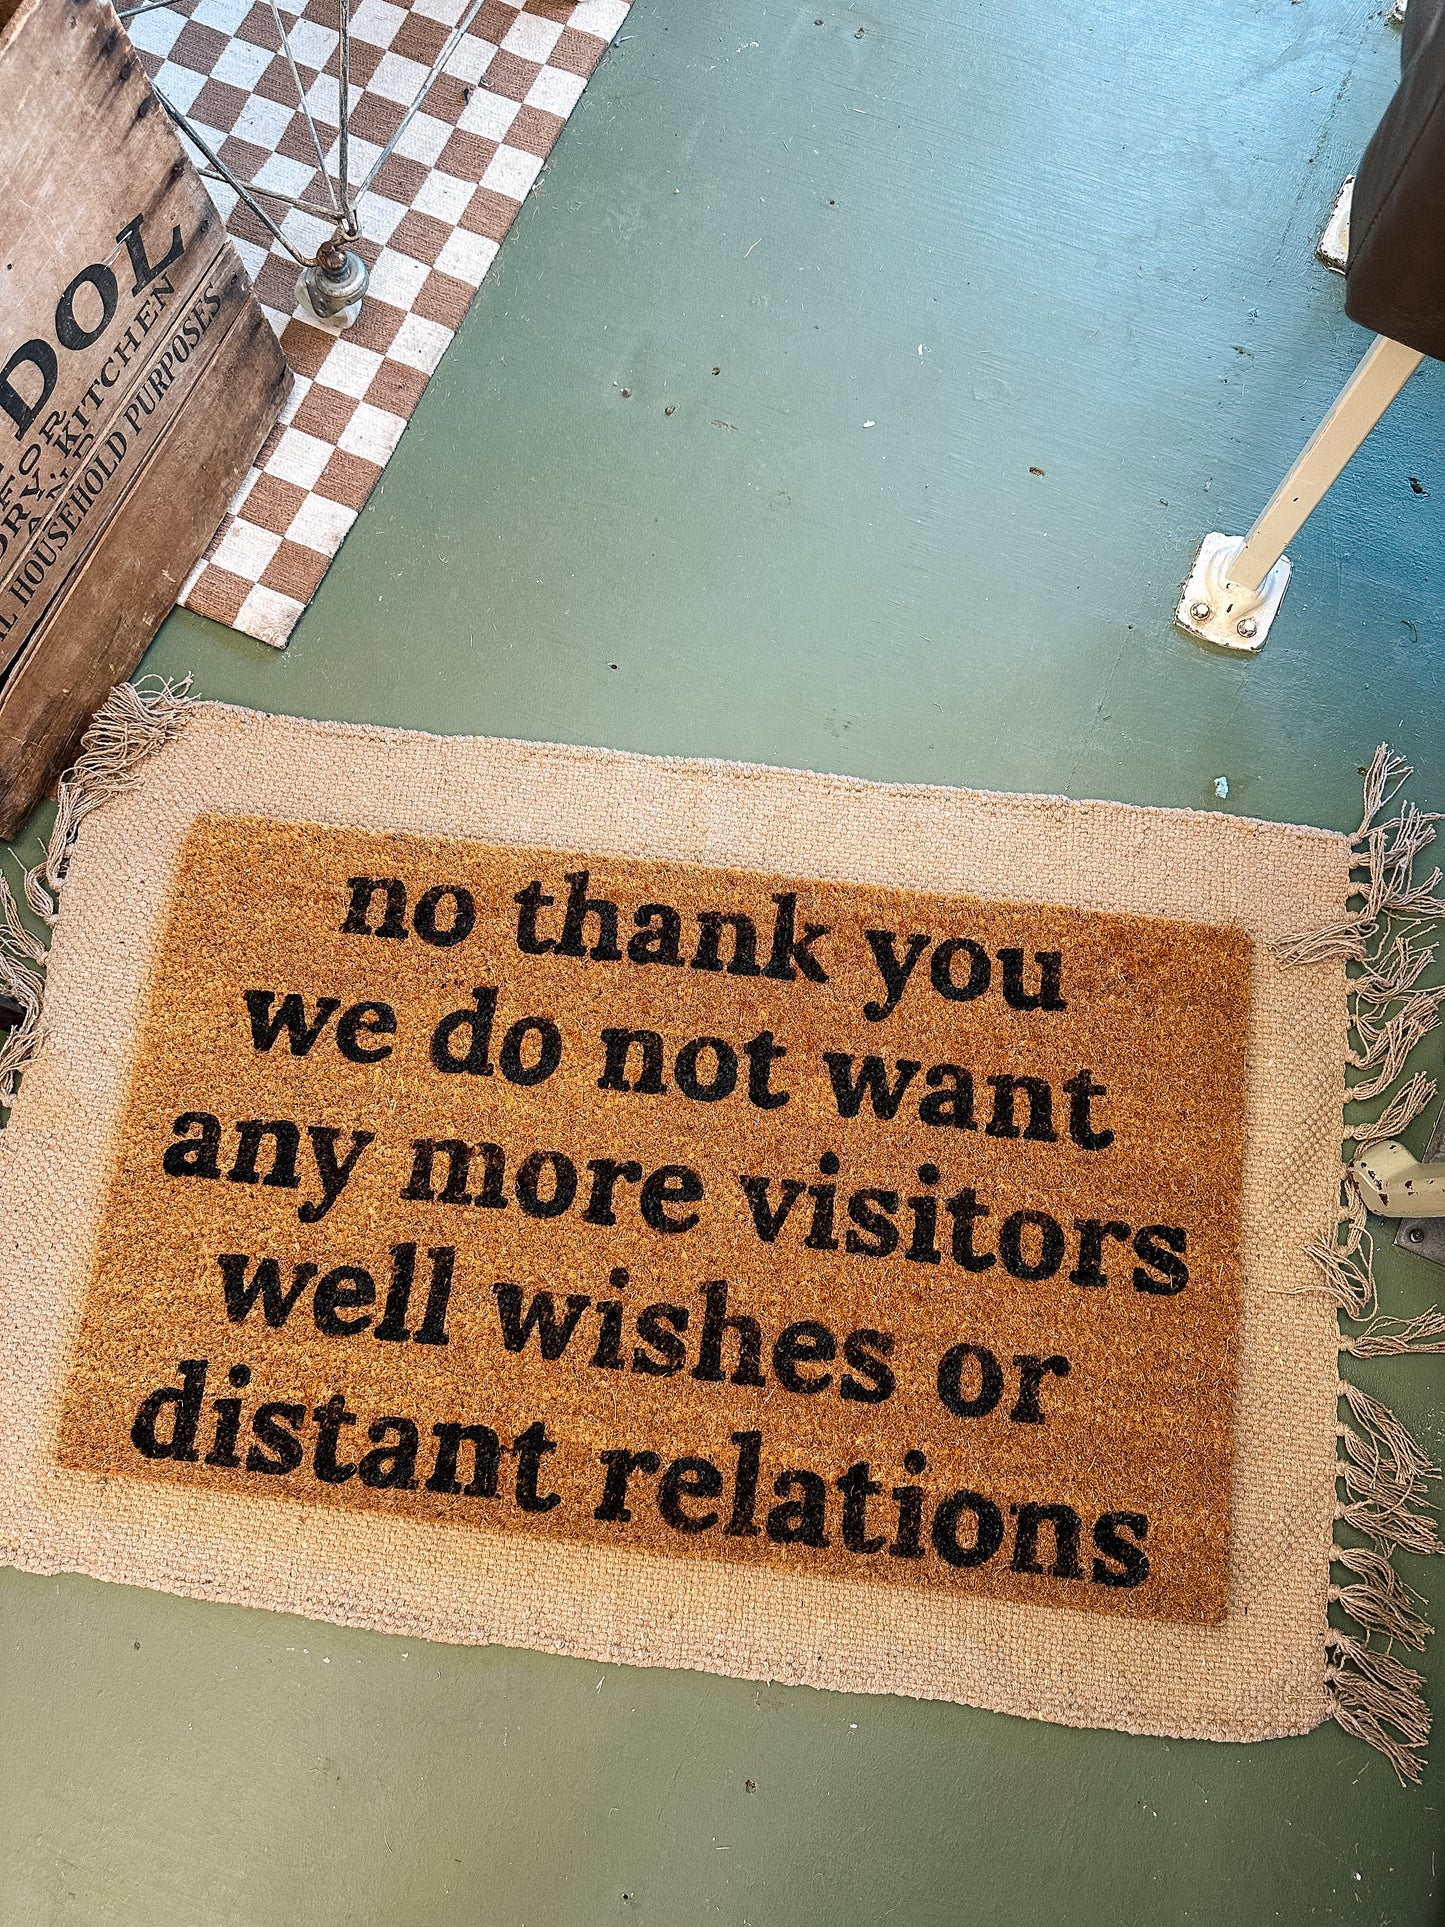 DOL
FOR
KITCHEN
AND
HOUSEHOLD PURPOSES
no thank you
we do not want
any more visitors
well wishes or
distant relations